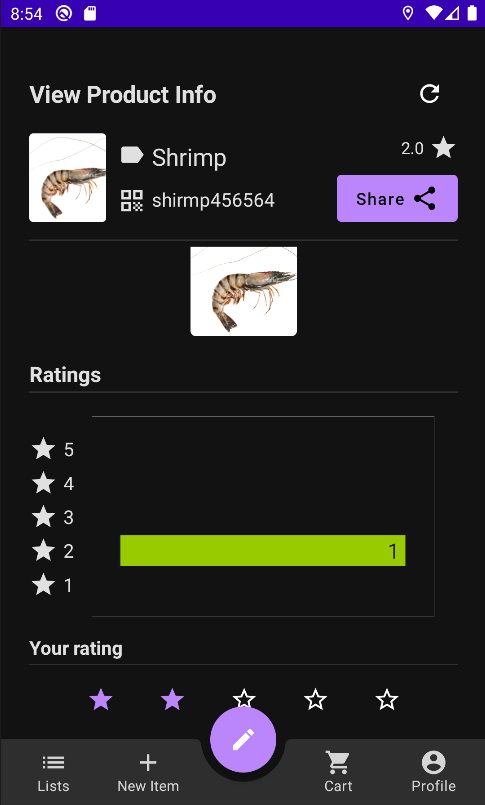 8:54
View Product Info
2.0
Shrimp
shirmp456564
Share
Ratings
5
4
3
2
1
1
Your rating
Lists
New Item
Cart
Profile